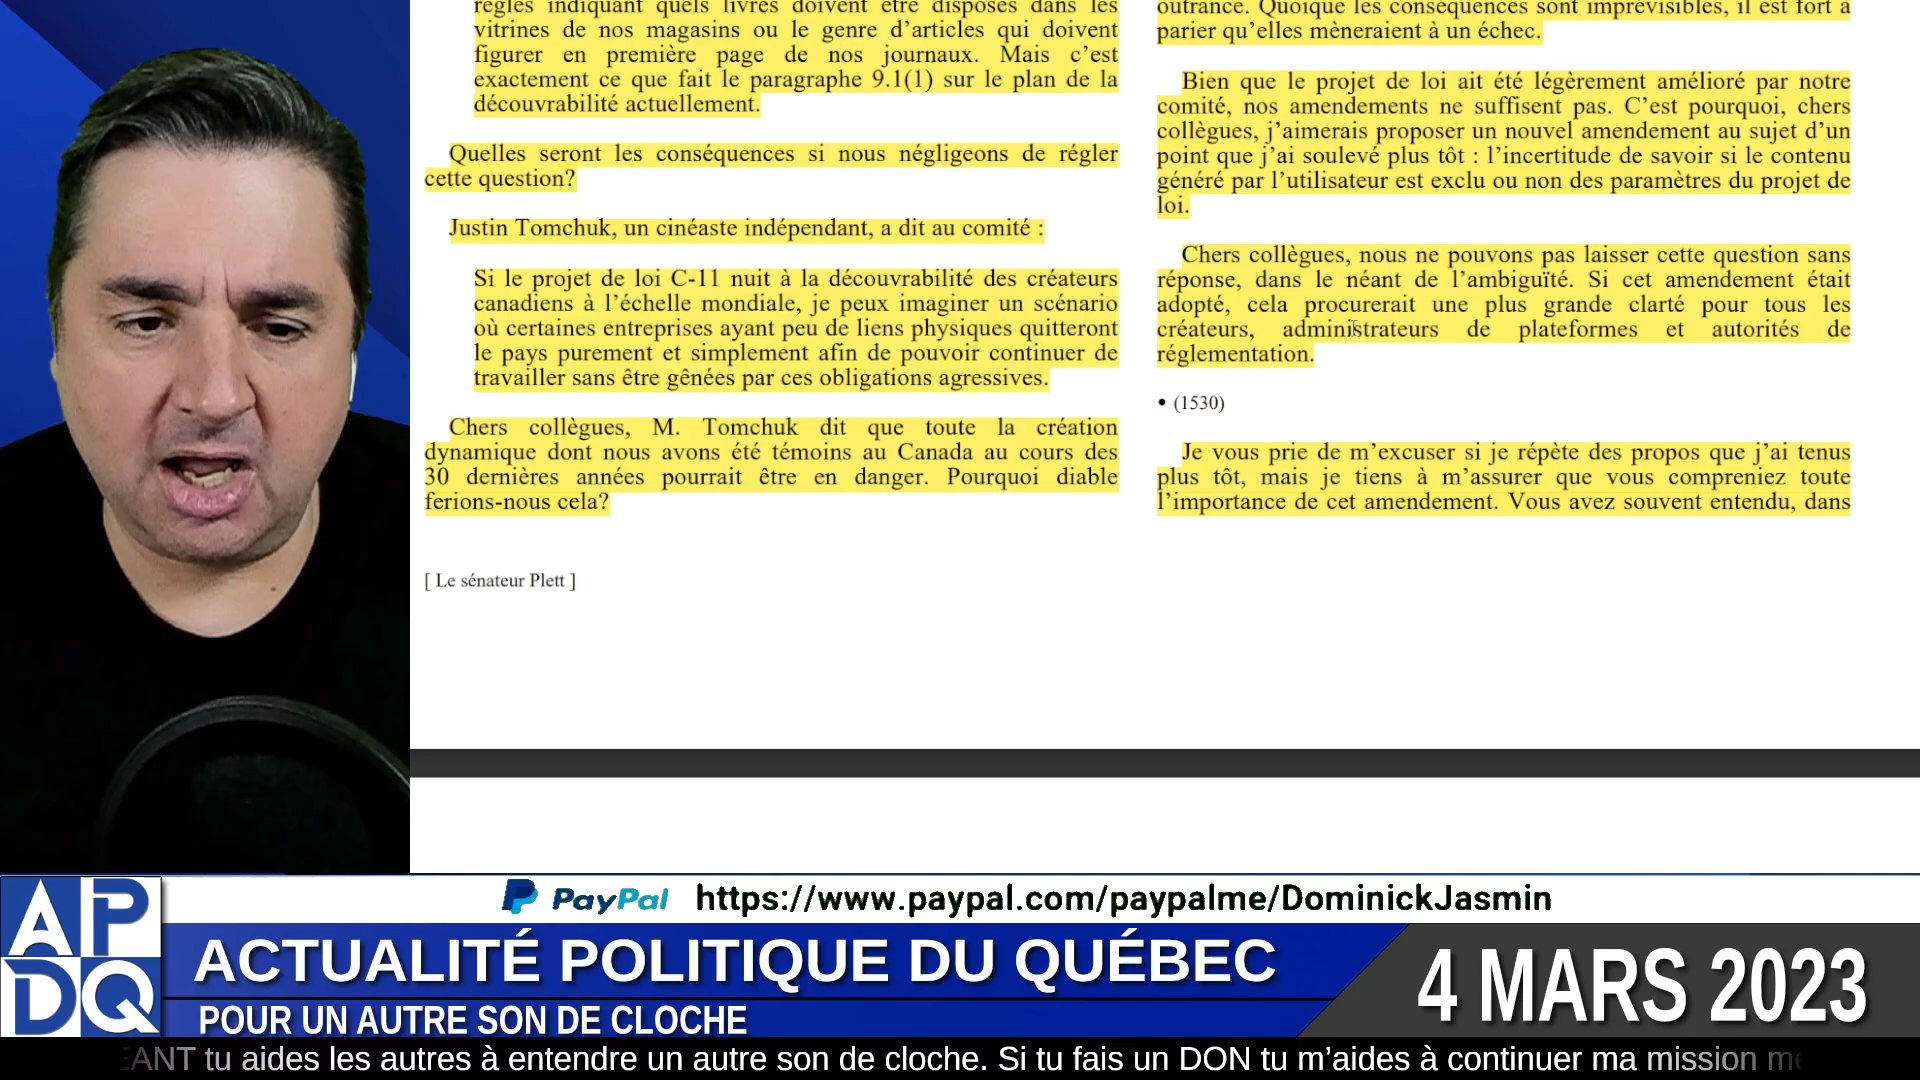 règles indiquant quels livres doivent être disposés dans les
vitrines de nos magasins ou le genre d’articles qui doivent
figurer en première page de nos journaux. Mais c’est
exactement ce que fait le paragraphe 9.1(1) sur le plan de la
découvrabilité actuellement.
Quelles seront les conséquences si nous négligeons de régler
cette question?
Justin Tomchuk, un cinéaste indépendant, a dit au comité :
Si le projet de loi C-11 nuit à la découvrabilité des créateurs
canadiens à l’échelle mondiale, je peux imaginer un scénario
où certaines entreprises ayant peu de liens physiques quitteront
le pays purement et simplement afin de pouvoir continuer de
travailler sans être gênées par ces obligations agressives.
Chers collègues, M. Tomchuk dit que toute la création
dynamique dont nous avons été témoins au Canada au cours des
30 dernières années pourrait être en danger. Pourquoi diable
ferions-nous cela?
[ Le sénateur Plett ]
outrance. Quoique les conséquences sont imprévisibles, il est fort à
parier qu’elles mèneraient à un échec.
Bien que le projet de loi ait été légèrement amélioré par notre
comité, nos amendements ne suffisent pas. C’est pourquoi, chers
collègues, j’aimerais proposer un nouvel amendement au sujet d’un
point que j’ai soulevé plus tôt : l’incertitude de savoir si le contenu
généré par l’utilisateur est exclu ou non des paramètres du projet de
loi.
Chers collègues, nous ne pouvons pas laisser cette question sans
réponse, dans le néant de l’ambiguïté. Si cet amendement était
adopté, cela procurerait une plus grande clarté pour tous les
créateurs, administrateurs de plateformes et autorités de
réglementation.
• (1530)
Je vous prie de m’excuser si je répète des propos que j’ai tenus
plus tôt, mais je tiens à m’assurer que vous compreniez toute
l’importance de cet amendement. Vous avez souvent entendu, dans
PayPal https://www.paypal.com/paypalme/DominickJasmin
AP
DQ
ACTUALITÉ POLITIQUE DU QUÉBEC
POUR UN AUTRE SON DE CLOCHE
4 MARS 2023
EANT tu aides les autres à entendre un autre son de cloche. Si tu fais un DON tu m’aides à continuer ma mission